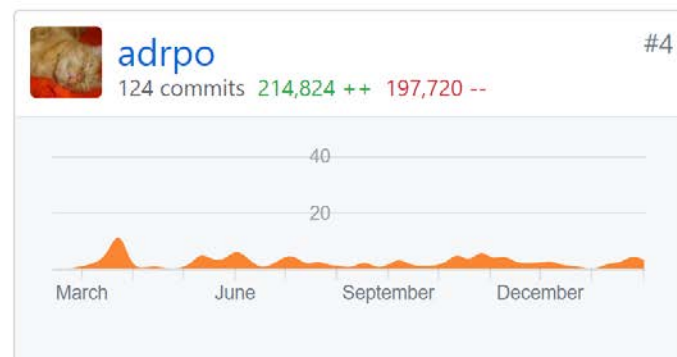 adrpo
#4
124 commits 214,824 ++ 197,720 --
40
20
March June September December